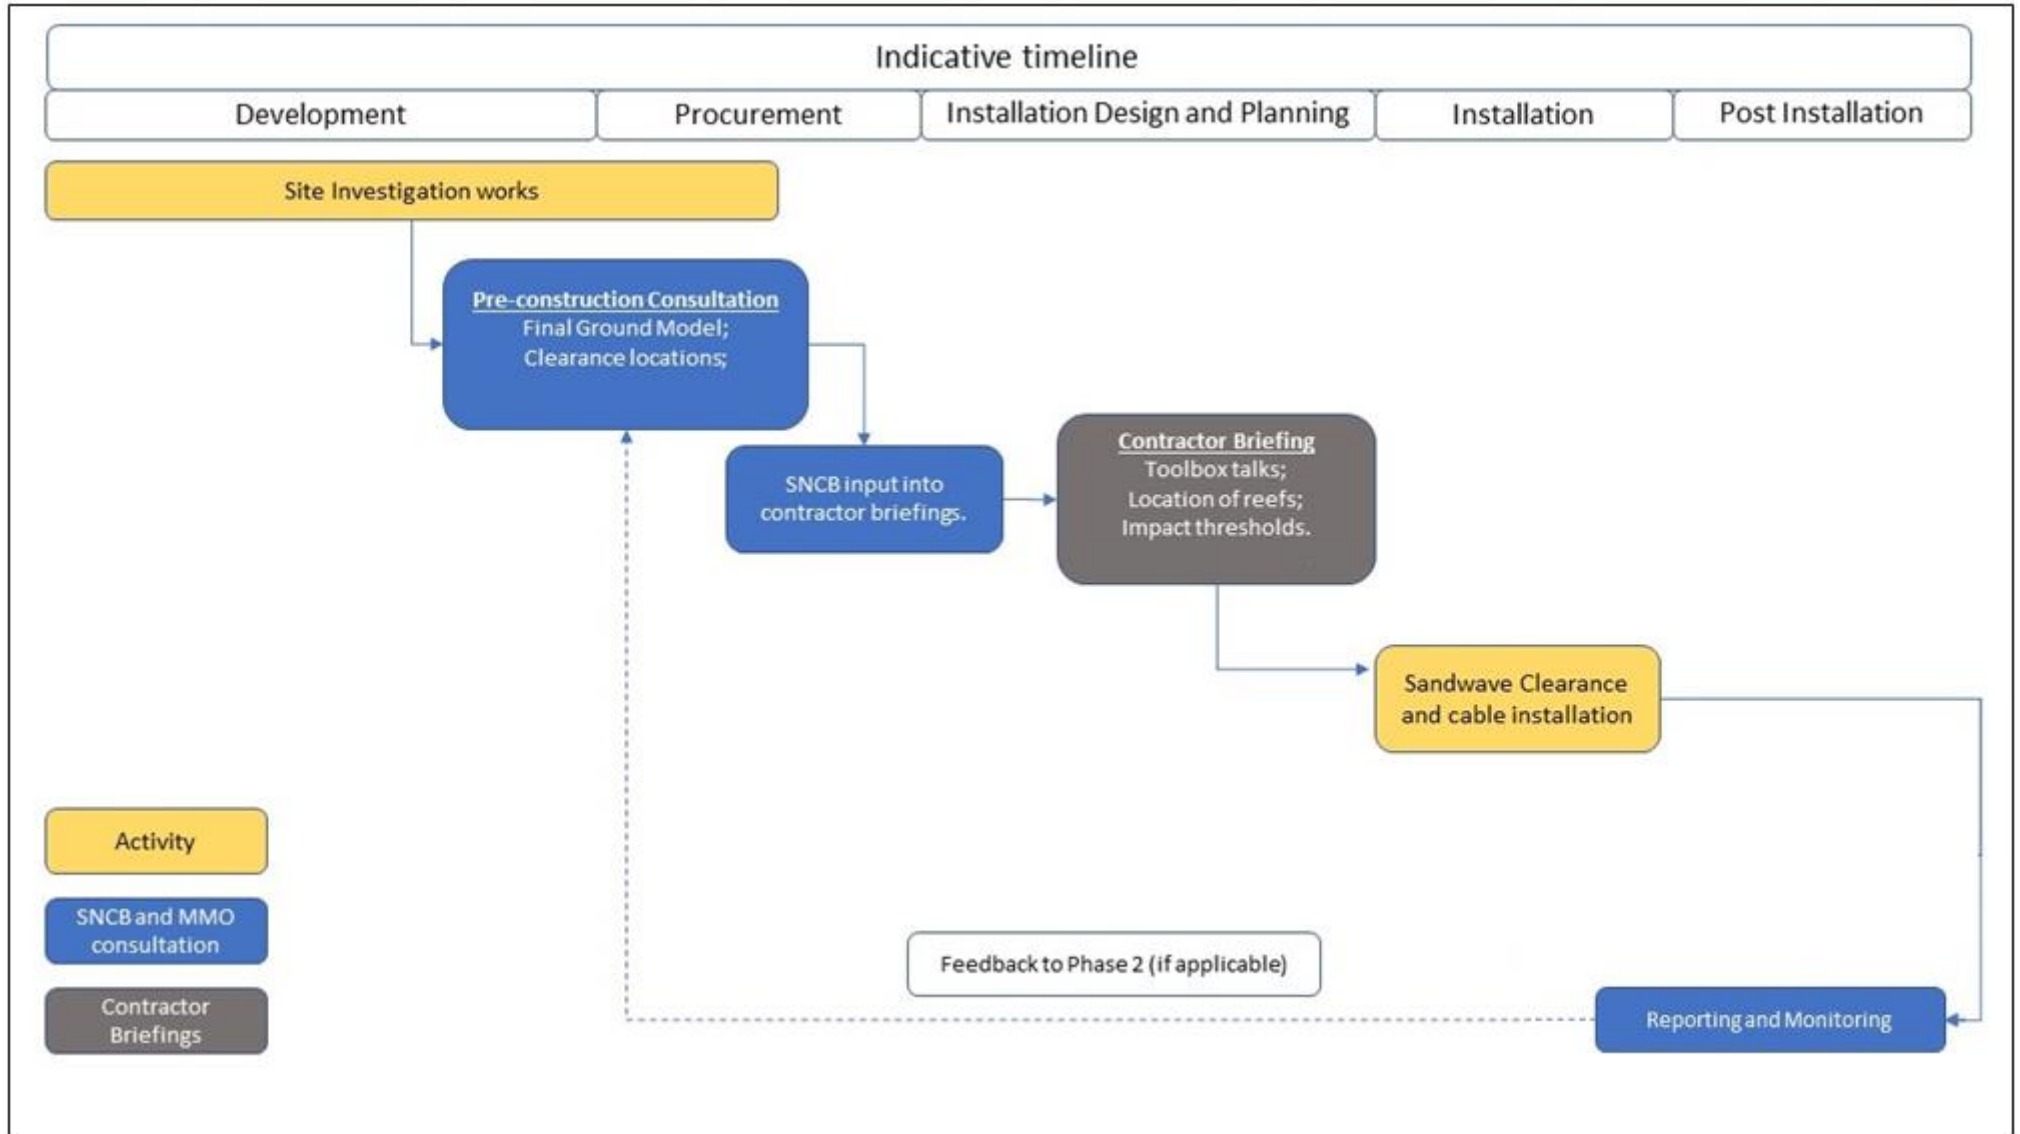 Indicative timeline
Development
Procurement
Installation Design and Planning
Installation
Post Installation
Site Investigation works
Pre-construction Consultation
Final Ground Model;
Clearance locations;
SNCB input into
contractor briefings.
Contractor Briefing
Toolbox talks;
Location of reefs;
Impact thresholds.
Sandwave Clearance
and cable installation
Activity
SNCB and MMO
consultation
Contractor
Briefings
Feedback to Phase 2 (if applicable)
Reporting and Monitoring